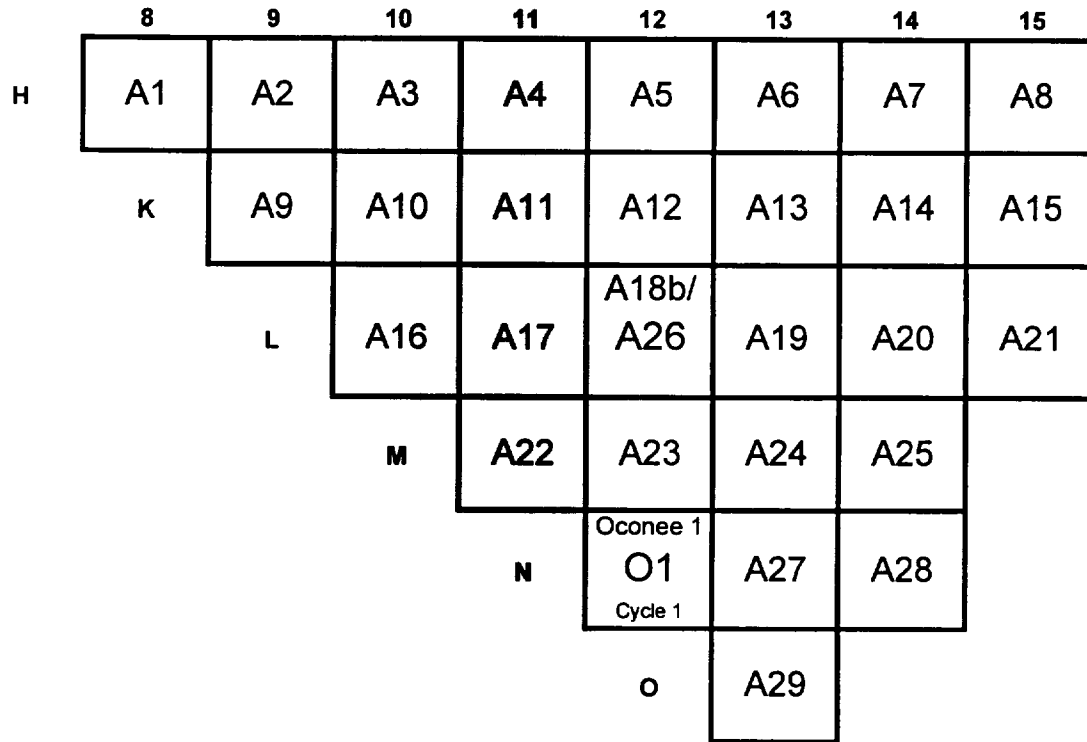 8 9 10 11 12 13 14 15
H A1 A2 A3 A4 A5 A6 A7 A8
K A9 A10 A11 A12 A13 A14 A15
A18b/
L A16 A17 A26 A19 A20 A21
M A22 A23 A24 A25
Oconee 1
N O1 A27 A28
Cycle 1
O A29